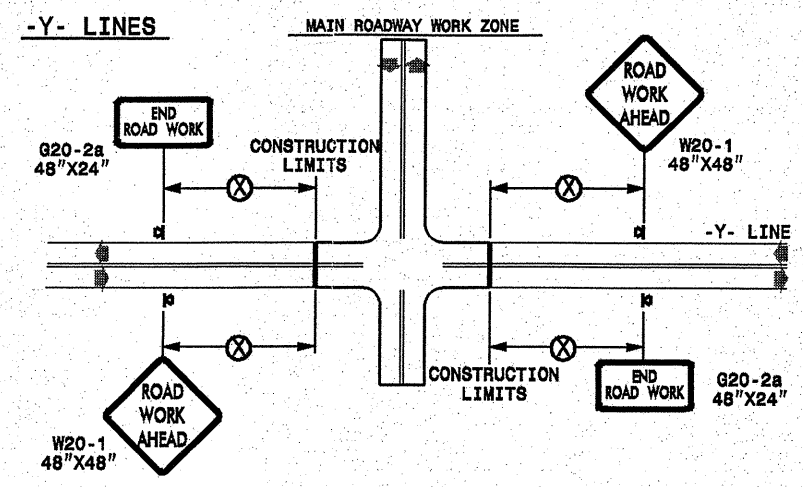 -Y- LINES
MAIN ROADWAY WORK ZONE
END
ROAD WORK
G20-2a
48"X24"
CONSTRUCTION
LIMITS
X
ROAD
WORK
AHEAD
W20-1
48"X48"
X
-Y- LINE
X
ROAD
WORK
AHEAD
W20-1
48"X48"
X
CONSTRUCTION
LIMITS
END
ROAD WORK
G20-2a
48"X24"